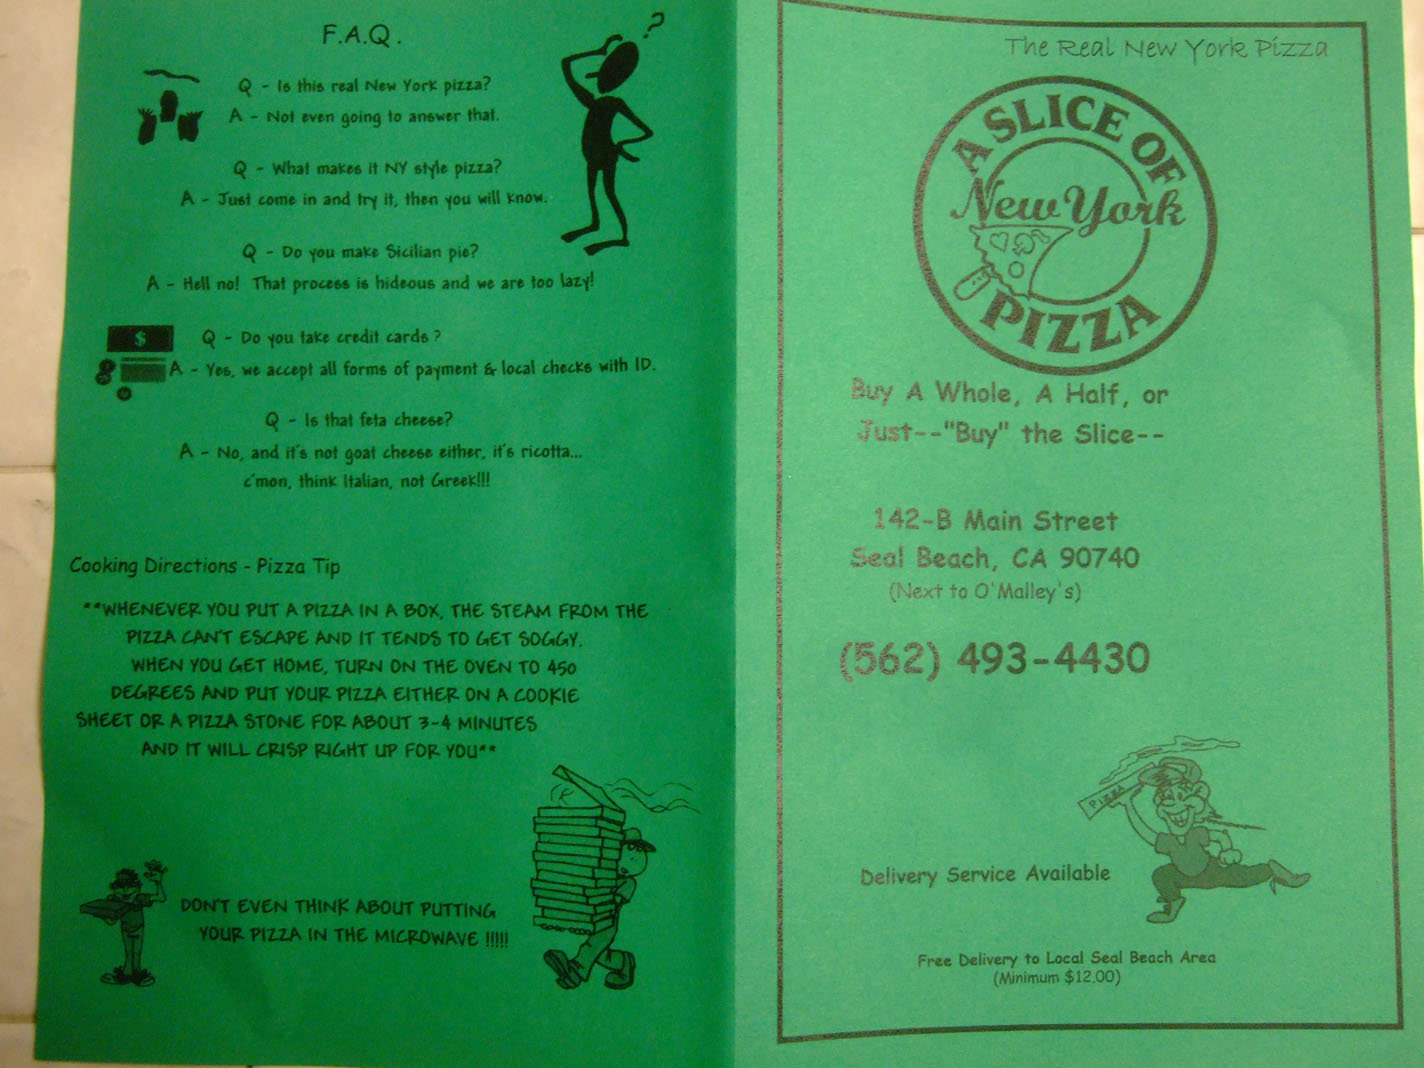 F.A.Q.
?
Q - Is this real New York pizza?
A - Not even going to answer that.
Q - What makes it NY style pizza?
A - Just come in and try it, then you will know.
Q - Do you make Sicilian pie?
A - Hell no! That process is hideous and we are too lazy!
$
Q - Do you take credit cards?
A - Yes, we accept all forms of payment & local checks with ID.
Q - Is that feta cheese?
A - No, and it's not goat cheese either, it's ricotta...
c'mon, think Italian, not Greek!!!
Cooking Directions - Pizza Tip
**WHENEVER YOU PUT A PIZZA IN A BOX, THE STEAM FROM THE
PIZZA CAN'T ESCAPE AND IT TENDS TO GET SOGGY.
WHEN YOU GET HOME, TURN ON THE OVEN TO 450
DEGREES AND PUT YOUR PIZZA EITHER ON A COOKIE
SHEET OR A PIZZA STONE FOR ABOUT 3-4 MINUTES
AND IT WILL CRISP RIGHT UP FOR YOU**
DON'T EVEN THINK ABOUT PUTTING
YOUR PIZZA IN THE MICROWAVE !!!!!
The Real New York Pizza
A SLICE OF
New York
PIZZA
Buy A Whole, A Half, or
Just--"Buy" the Slice--
142-B Main Street
Seal Beach, CA 90740
(Next to O'Malley's)
(562) 493-4430
PIZZA
Delivery Service Available
Free Delivery to Local Seal Beach Area
(Minimum $12.00)